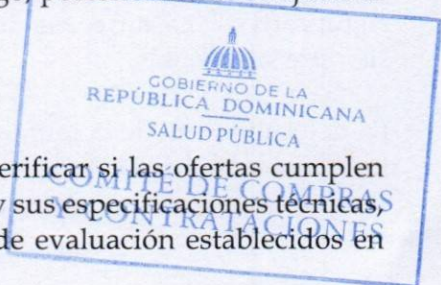 GOBIERNO DE LA
REPÚBLICA DOMINICANA
SALUD PÚBLICA
erificar si las ofertas cumplen
COMITÉ DE COMPRAS
y sus especificaciones técnicas,
Y CONTRATACIONES
de evaluación establecidos en